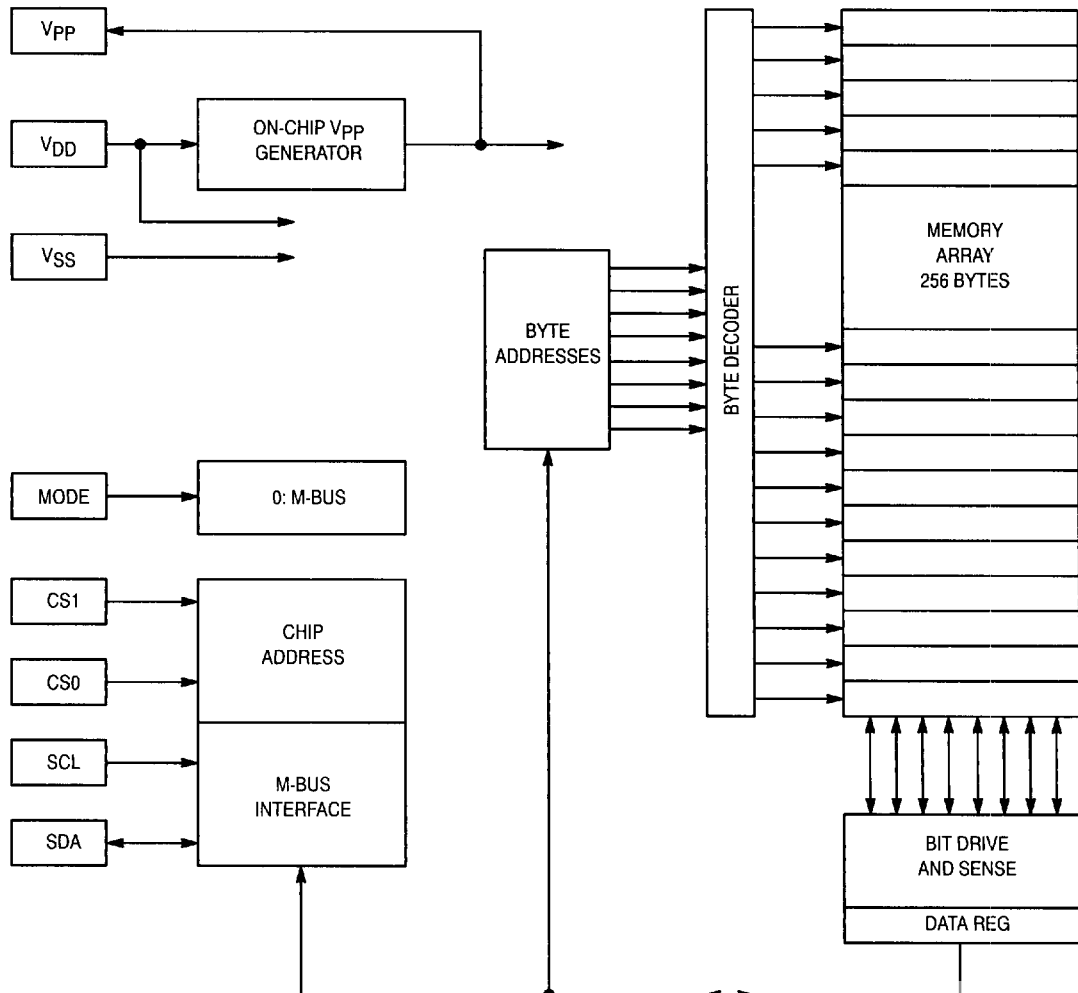 VPP
VDD
ON-CHIP VPP
GENERATOR
VSS
BYTE
ADDRESSES
BYTE DECODER
MEMORY
ARRAY
256 BYTES
MODE
0: M-BUS
CS1
CS0
CHIP
ADDRESS
SCL
SDA
M-BUS
INTERFACE
BIT DRIVE
AND SENSE
DATA REG